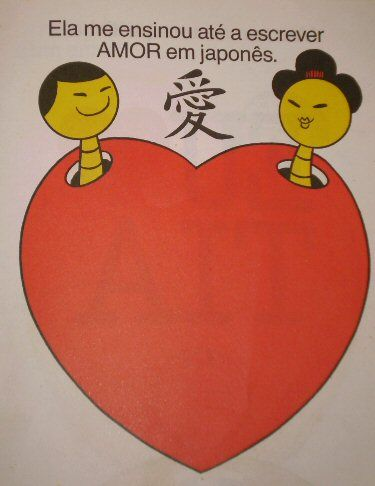 Ela me ensinou até a escrever
AMOR em japonês.
愛